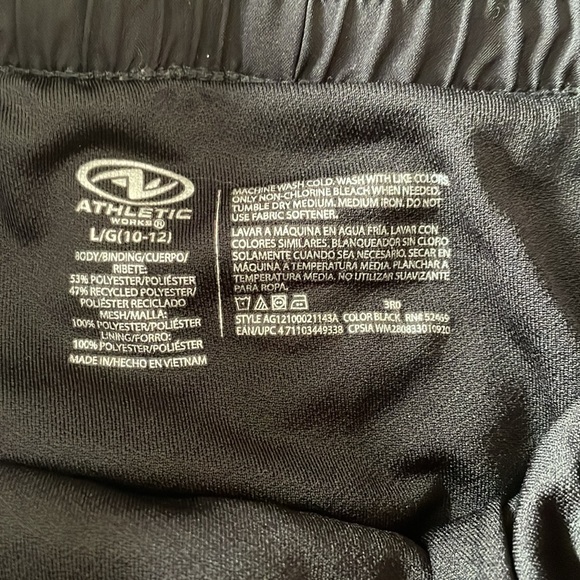 ATHLETIC
WORKS®
L/G(10-12)
BODY/BINDING/CUERPO/
RIBETE:
53% POLYESTER/POLIÉSTER
47% RECYCLED POLYESTER/
POLIÉSTER RECICLADO
MESH/MALLA:
100% POLYESTER/POLIÉSTER
LINING/FORRO:
100% POLYESTER/POLIÉSTER
MADE IN/HECHO EN VIETNAM
MACHINE WASH COLD. WASH WITH LIKE COLORS.
ONLY NON-CHLORINE BLEACH WHEN NEEDED.
TUMBLE DRY MEDIUM. MEDIUM IRON. DO NOT
USE FABRIC SOFTENER.
LAVAR A MÁQUINA EN AGUA FRÍA. LAVAR CON
COLORES SIMILARES. BLANQUEADOR SIN CLORO
SOLAMENTE CUANDO SEA NECESARIO. SECAR EN
MÁQUINA A TEMPERATURA MEDIA. PLANCHAR A
TEMPERATURA MEDIA. NO UTILIZAR SUAVIZANTE
PARA ROPA.
3R0
STYLE AG12100021143A COLOR BLACK RN# 52469
EAN/UPC 4 71103449338 CPSIA WM280833010920